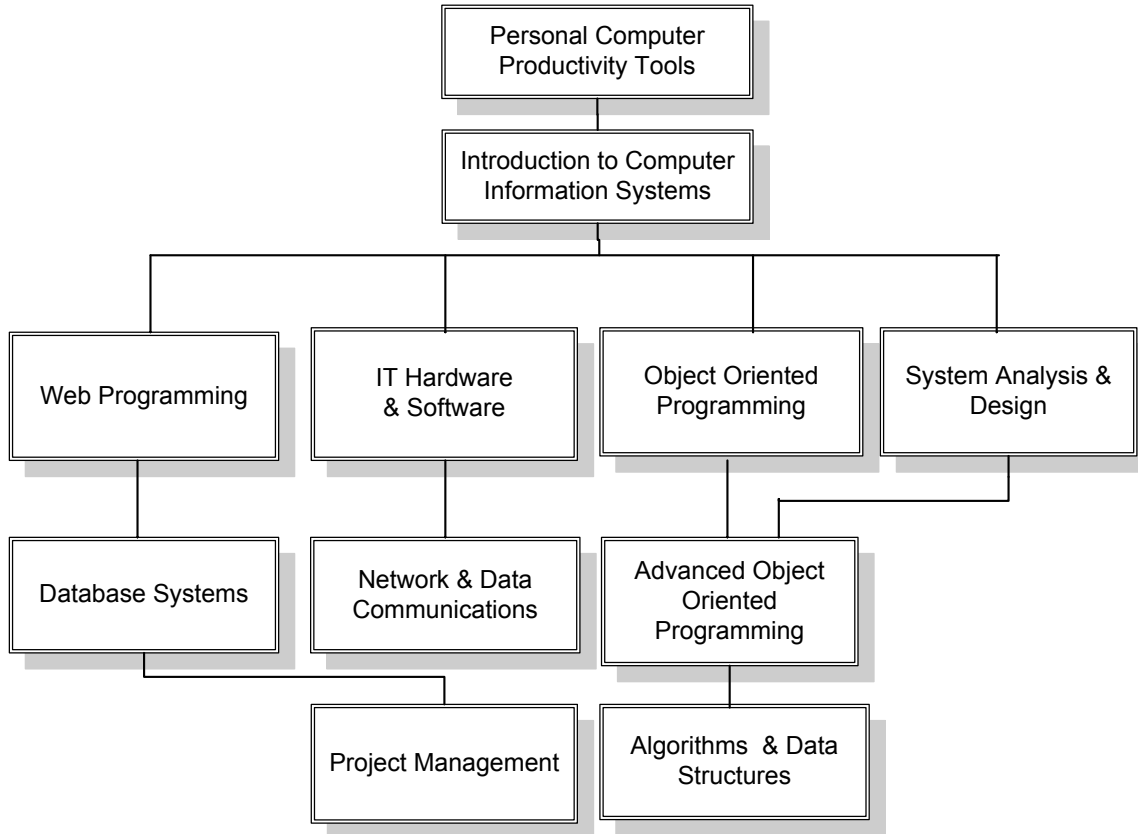 Personal Computer
Productivity Tools
Introduction to Computer
Information Systems
Web Programming
IT Hardware
& Software
Object Oriented
Programming
System Analysis &
Design
Database Systems
Network & Data
Communications
Advanced Object
Oriented
Programming
Project Management
Algorithms & Data
Structures